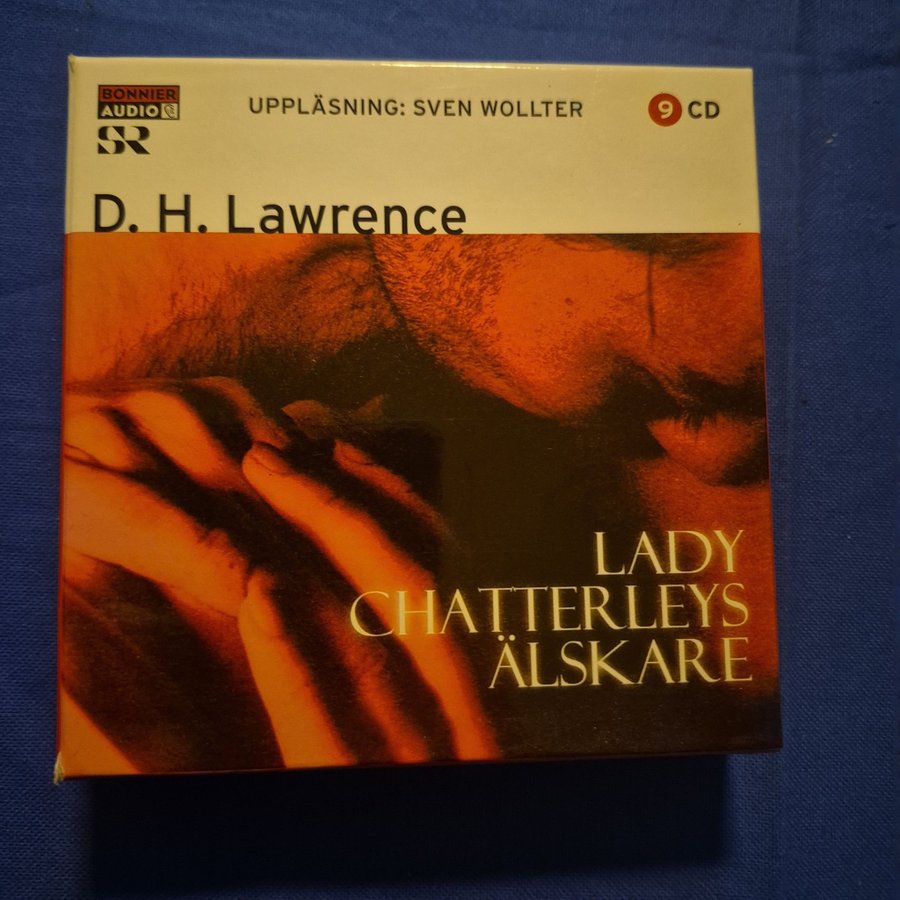 BONNIER
AUDIO
SR
UPPLÄSNING: SVEN WOLLTER
9 CD
D. H. Lawrence
LADY
CHATTERLEYS
ÄLSKARE